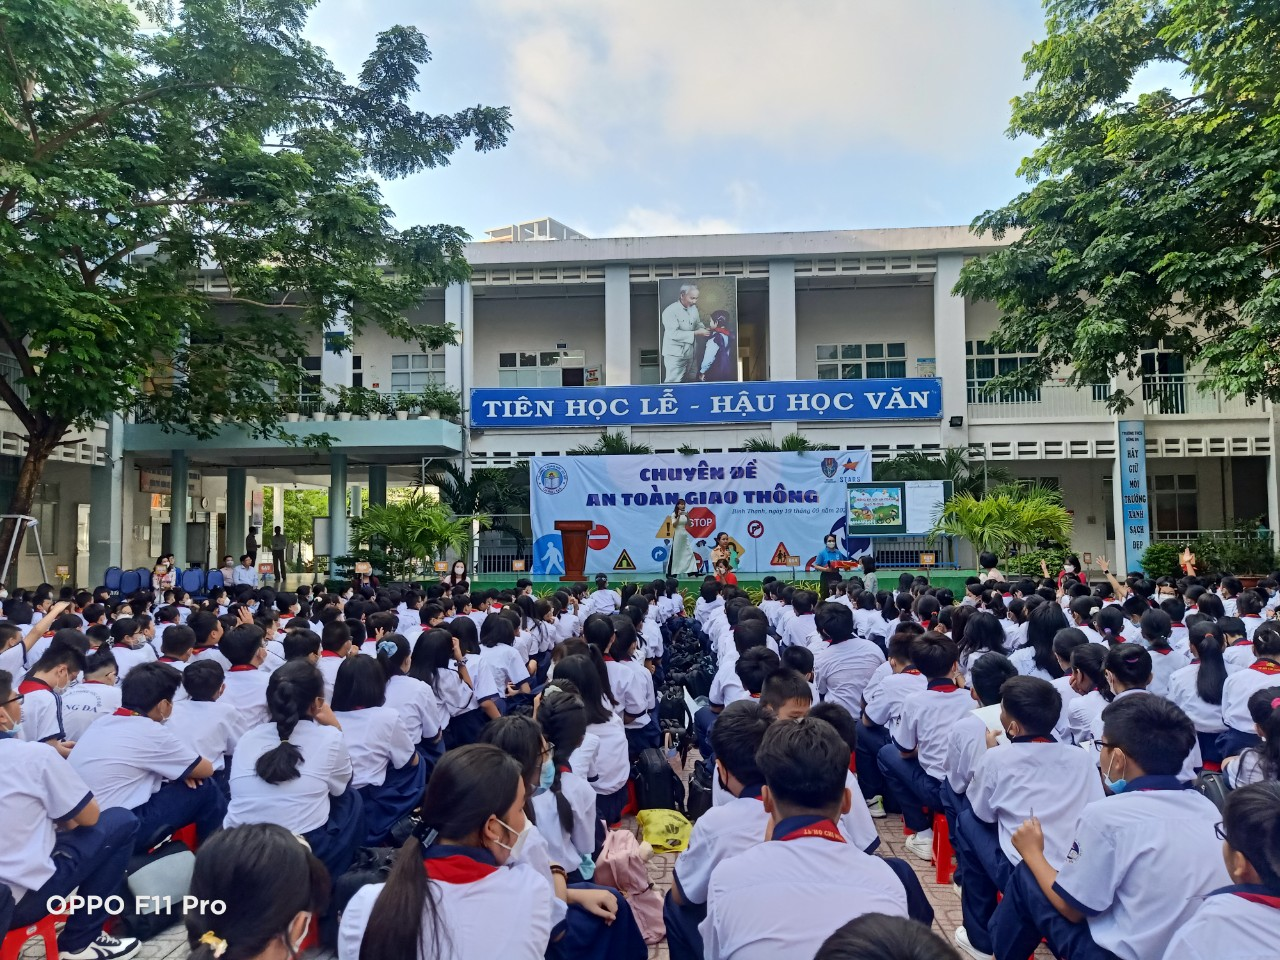 TIÊN HỌC LỄ - HẬU HỌC VĂN
CHUYÊN ĐỀ
AN TOÀN GIAO THÔNG
STARS
STOP
HÃY
GIỮ
MÔI
TRƯỜNG
XANH
SẠCH
ĐẸP
OPPO F11 Pro